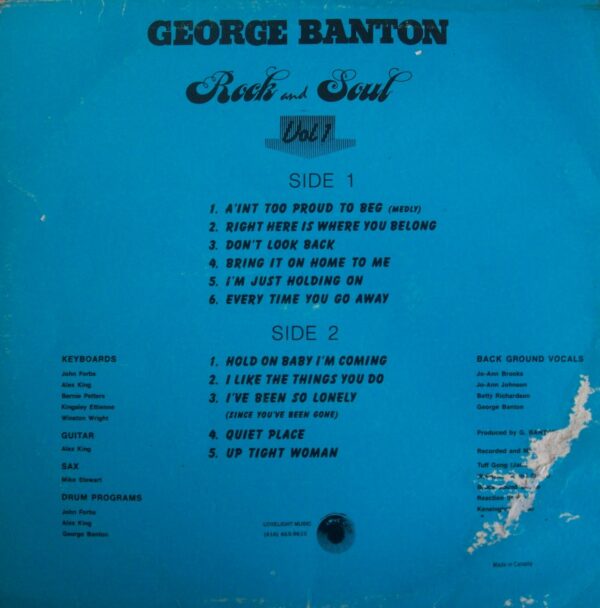 GEORGE BANTON
Rock and Soul
Vol 1
SIDE 1
1. A'INT TOO PROUD TO BEG (MEDLY)
2. RIGHT HERE IS WHERE YOU BELONG
3. DON'T LOOK BACK
4. BRING IT ON HOME TO ME
5. I'M JUST HOLDING ON
6. EVERY TIME YOU GO AWAY
SIDE 2
1. HOLD ON BABY I'M COMING
2. I LIKE THE THINGS YOU DO
3. I'VE BEEN SO LONELY
(ZINCE YOU'VE BEEN GONE)
4. QUIET PLACE
5. UP TIGHT WOMAN
KEYBOARDS
John Forbs
Alex King
Bernie Petters
Kingsley Ettienne
Winston Wright
GUITAR
Alex King
SAX
Mike Stewart
DRUM PROGRAMS
John Forbs
Alex King
George Banton
LOVELIGHT MUSIC
(416)
BACK GROUND VOCALS
Jo-Ann Brooks
Jo-Ann Johnson
Betty Richardson
George Banton
Produced by G.
Recorded and
Tuff Gong
Reaction
Made in Canada